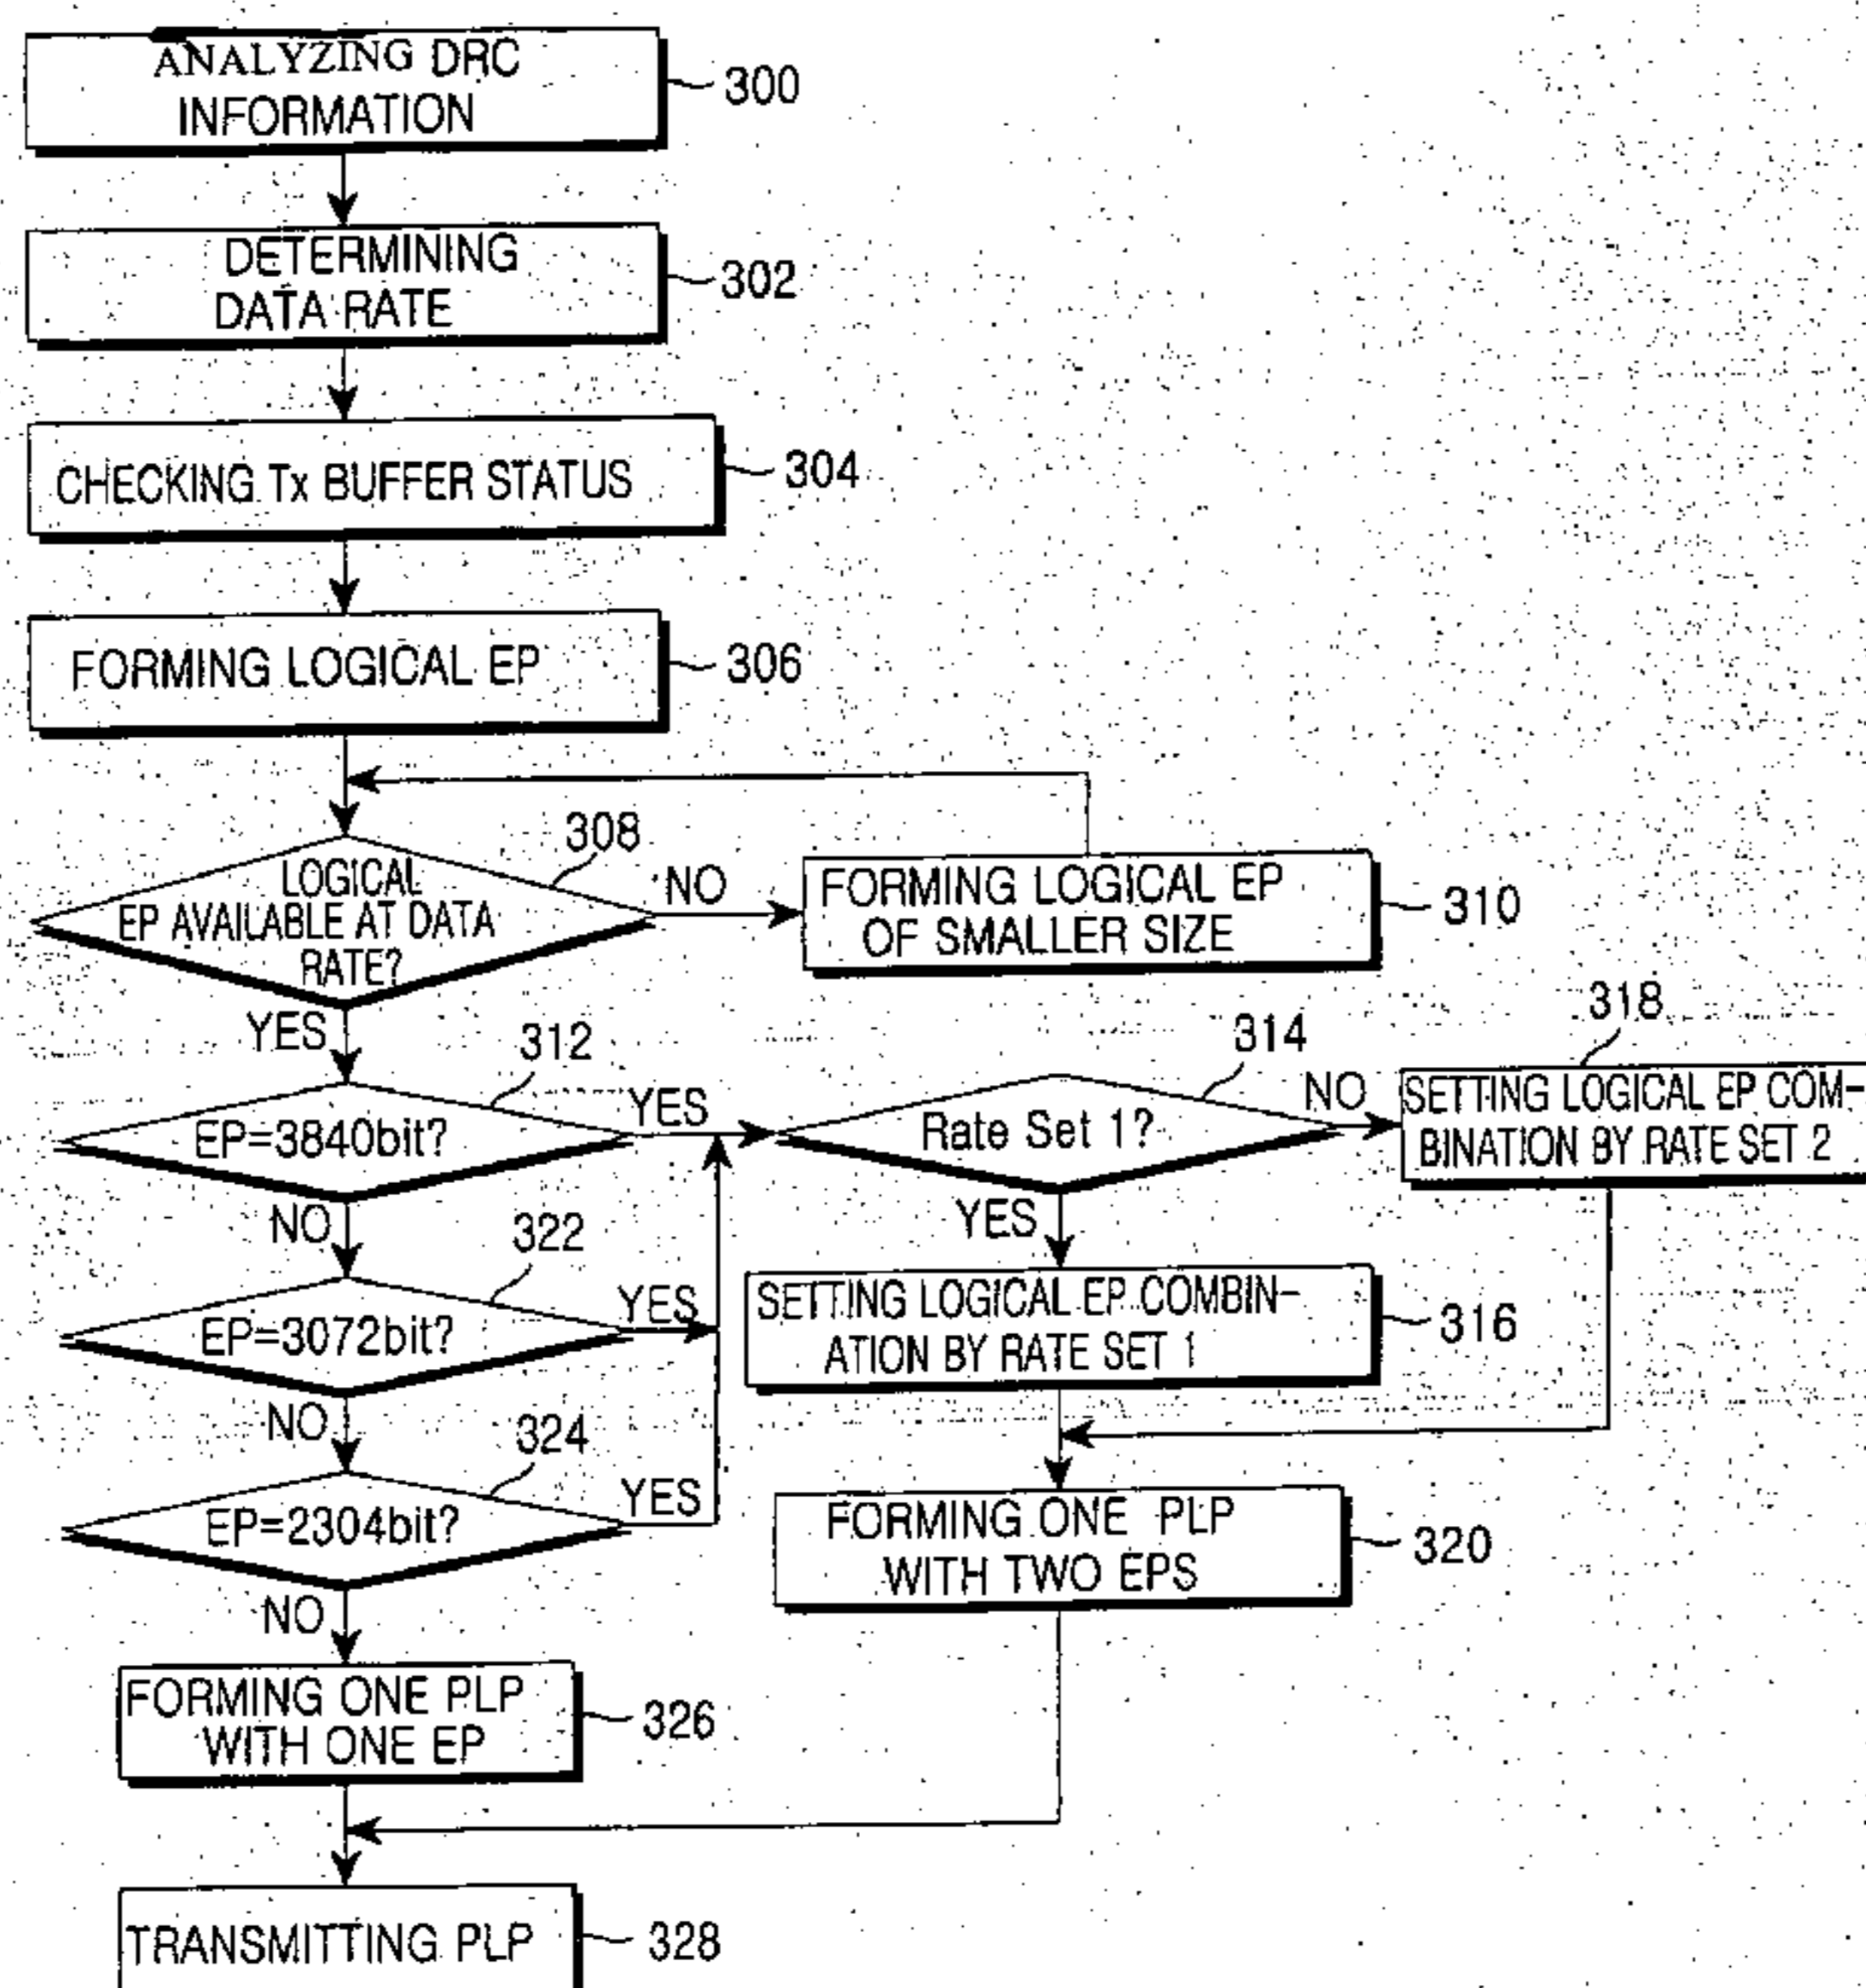 ANALYZING DRC
INFORMATION
300
DETERMINING
DATA RATE
302
CHECKING Tx BUFFER STATUS
304
FORMING LOGICAL EP
306
308
LOGICAL
EP AVAILABLE AT DATA
RATE?
NO
FORMING LOGICAL EP
OF SMALLER SIZE
310
YES
312
EP=3840bit?
YES
314
Rate Set 1?
NO
318
SETTING LOGICAL EP COM-
BINATION BY RATE SET 2
NO
322
EP=3072bit?
YES
YES
SETTING LOGICAL EP COMBIN-
ATION BY RATE SET 1
316
NO
324
EP=2304bit?
YES
FORMING ONE PLP
WITH TWO EPS
320
NO
FORMING ONE PLP
WITH ONE EP
326
TRANSMITTING PLP
328